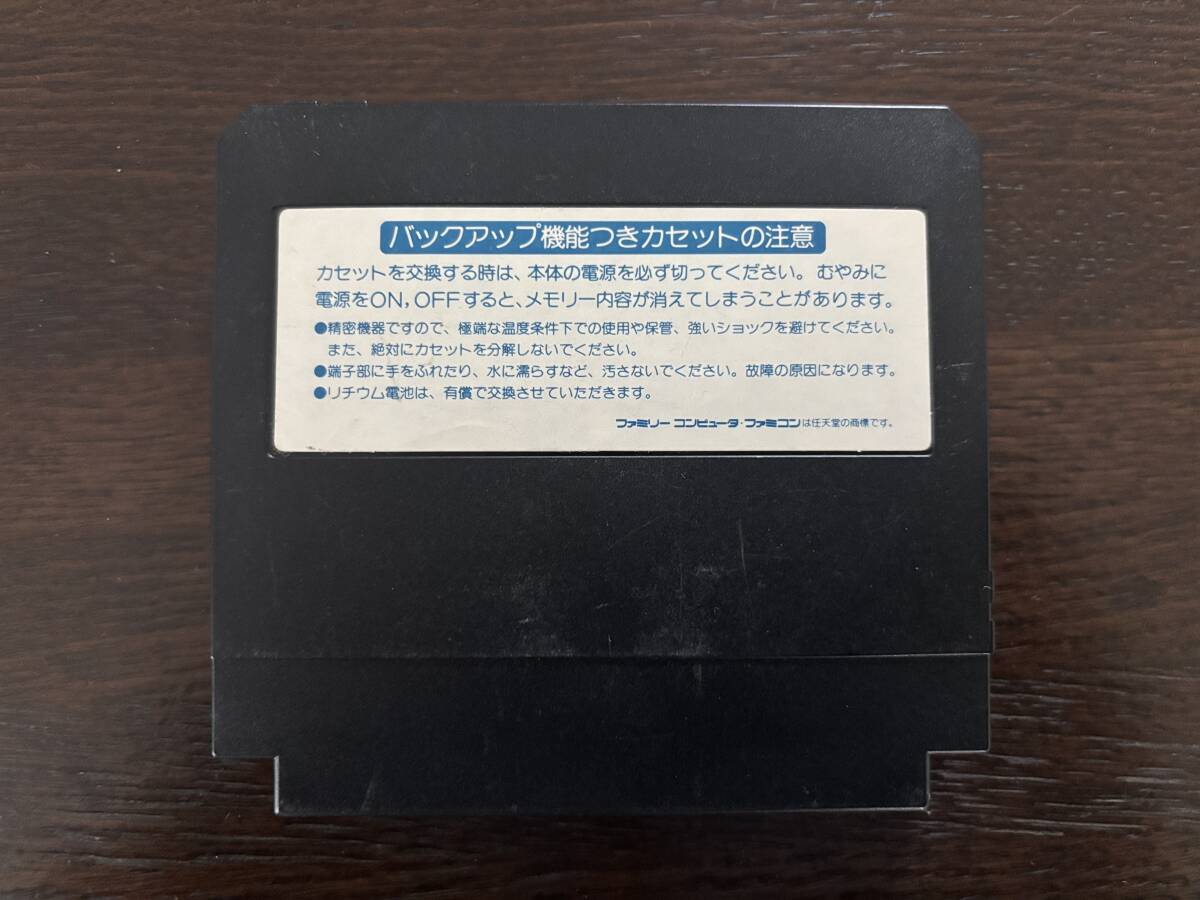 バックアップ機能つきカセットの注意
カセットを交換する時は、本体の電源を必ず切ってください。むやみに
電源をON,OFFすると、メモリー内容が消えてしまうことがあります。
●精密機器ですので、極端な温度条件下での使用や保管、強いショックを避けてください。
また、絶対にカセットを分解しないでください。
●端子部に手をふれたり、水に濡らすなど、汚さないでください。故障の原因になります。
●リチウム電池は、有償で交換させていただきます。
ファミリーコンピュータ・ファミコンは任天堂の商標です。